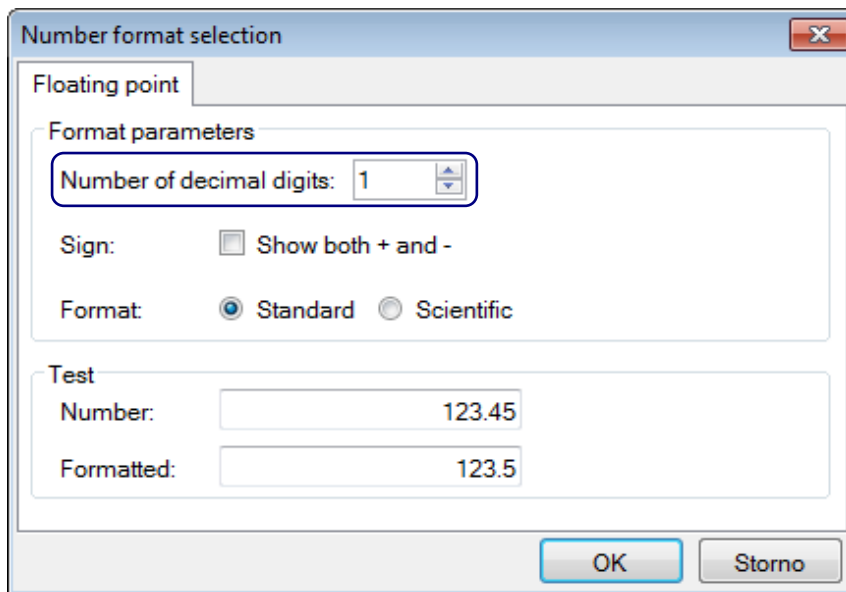 Number format selection
Floating point
Format parameters
Number of decimal digits: 1
Sign: Show both + and -
Format: Standard Scientific
Test
Number: 123.45
Formatted: 123.5
OK Storno